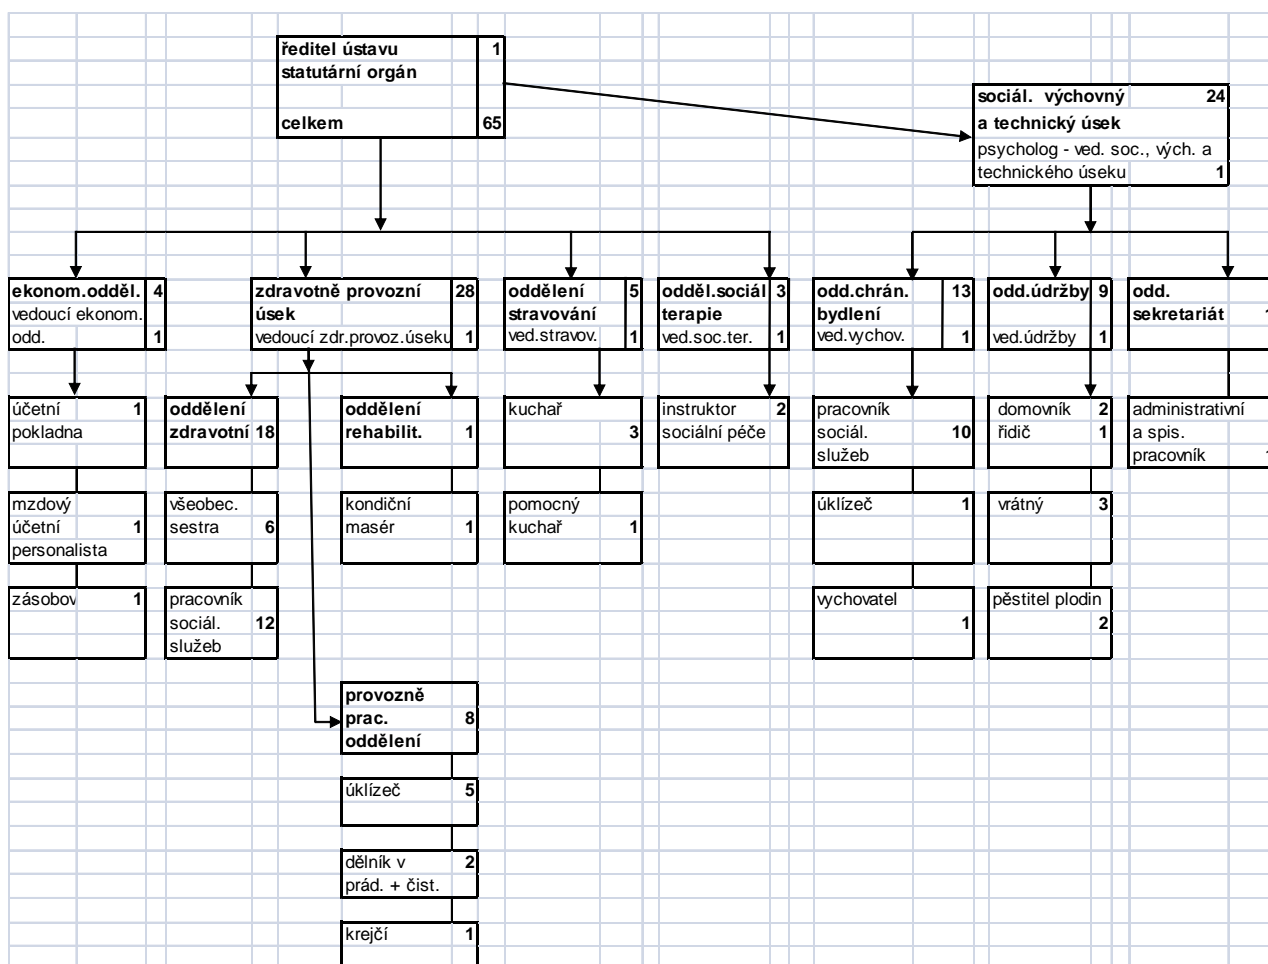 ředitel ústavu 1
statutární orgán
celkem 65
sociál. výchovný 24
a technický úsek
psycholog - ved. soc., vých. a
technického úseku 1
ekonom.odděl. 4
vedoucí ekonom.
odd. 1
zdravotně provozní 28
úsek
vedoucí zdr.provoz.úseku 1
oddělení 5
stravování
ved.stravov. 1
odděl.sociál 3
terapie
ved.soc.ter. 1
odd.chrán. 13
bydlení
ved.vychov. 1
odd.údržby 9
ved.údržby 1
odd.
sekretariát
účetní 1
pokladna
oddělení
zdravotní 18
oddělení
rehabilit. 1
kuchař
3
instruktor 2
sociální péče
pracovník
sociál. 10
služeb
domovník 2
řidič 1
administrativní
a spis.
pracovník
mzdový
účetní 1
personalista
všeobec.
sestra 6
kondiční
masér 1
pomocný
kuchař 1
úklízeč 1
vrátný 3
zásobov 1
pracovník
sociál. 12
služeb
vychovatel
1
pěstitel plodin
2
provozně
prac. 8
oddělení
úklízeč 5
dělník v 2
prád. + čist.
krejčí 1